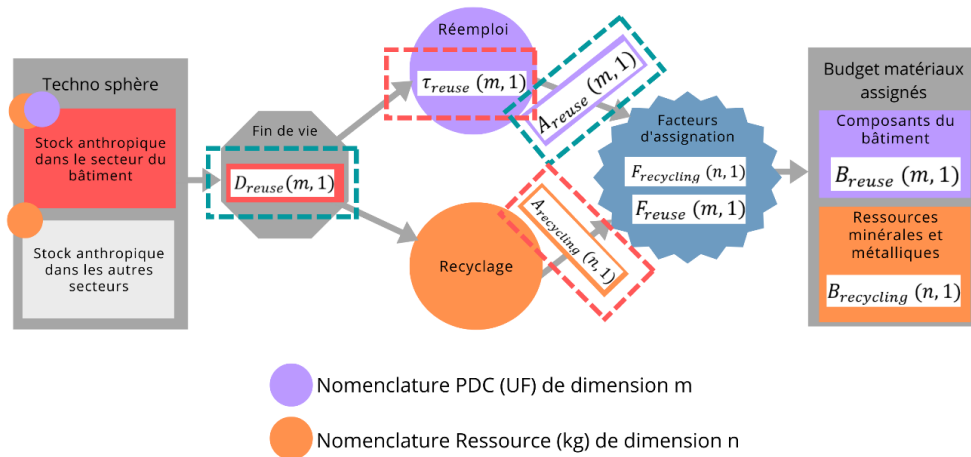 Techno sphère
Stock anthropique
dans le secteur du
bâtiment
Stock anthropique
dans les autres
secteurs
Fin de vie
D_reuse(m, 1)
Réemploi
τ_reuse (m, 1)
A_reuse (m, 1)
Recyclage
A_recycling (n, 1)
Facteurs
d'assignation
F_recycling (n, 1)
F_reuse (m, 1)
Budget matériaux
assignés
Composants du
bâtiment
B_reuse (m, 1)
Ressources
minérales et
métalliques
B_recycling (n, 1)
Nomenclature PDC (UF) de dimension m
Nomenclature Ressource (kg) de dimension n